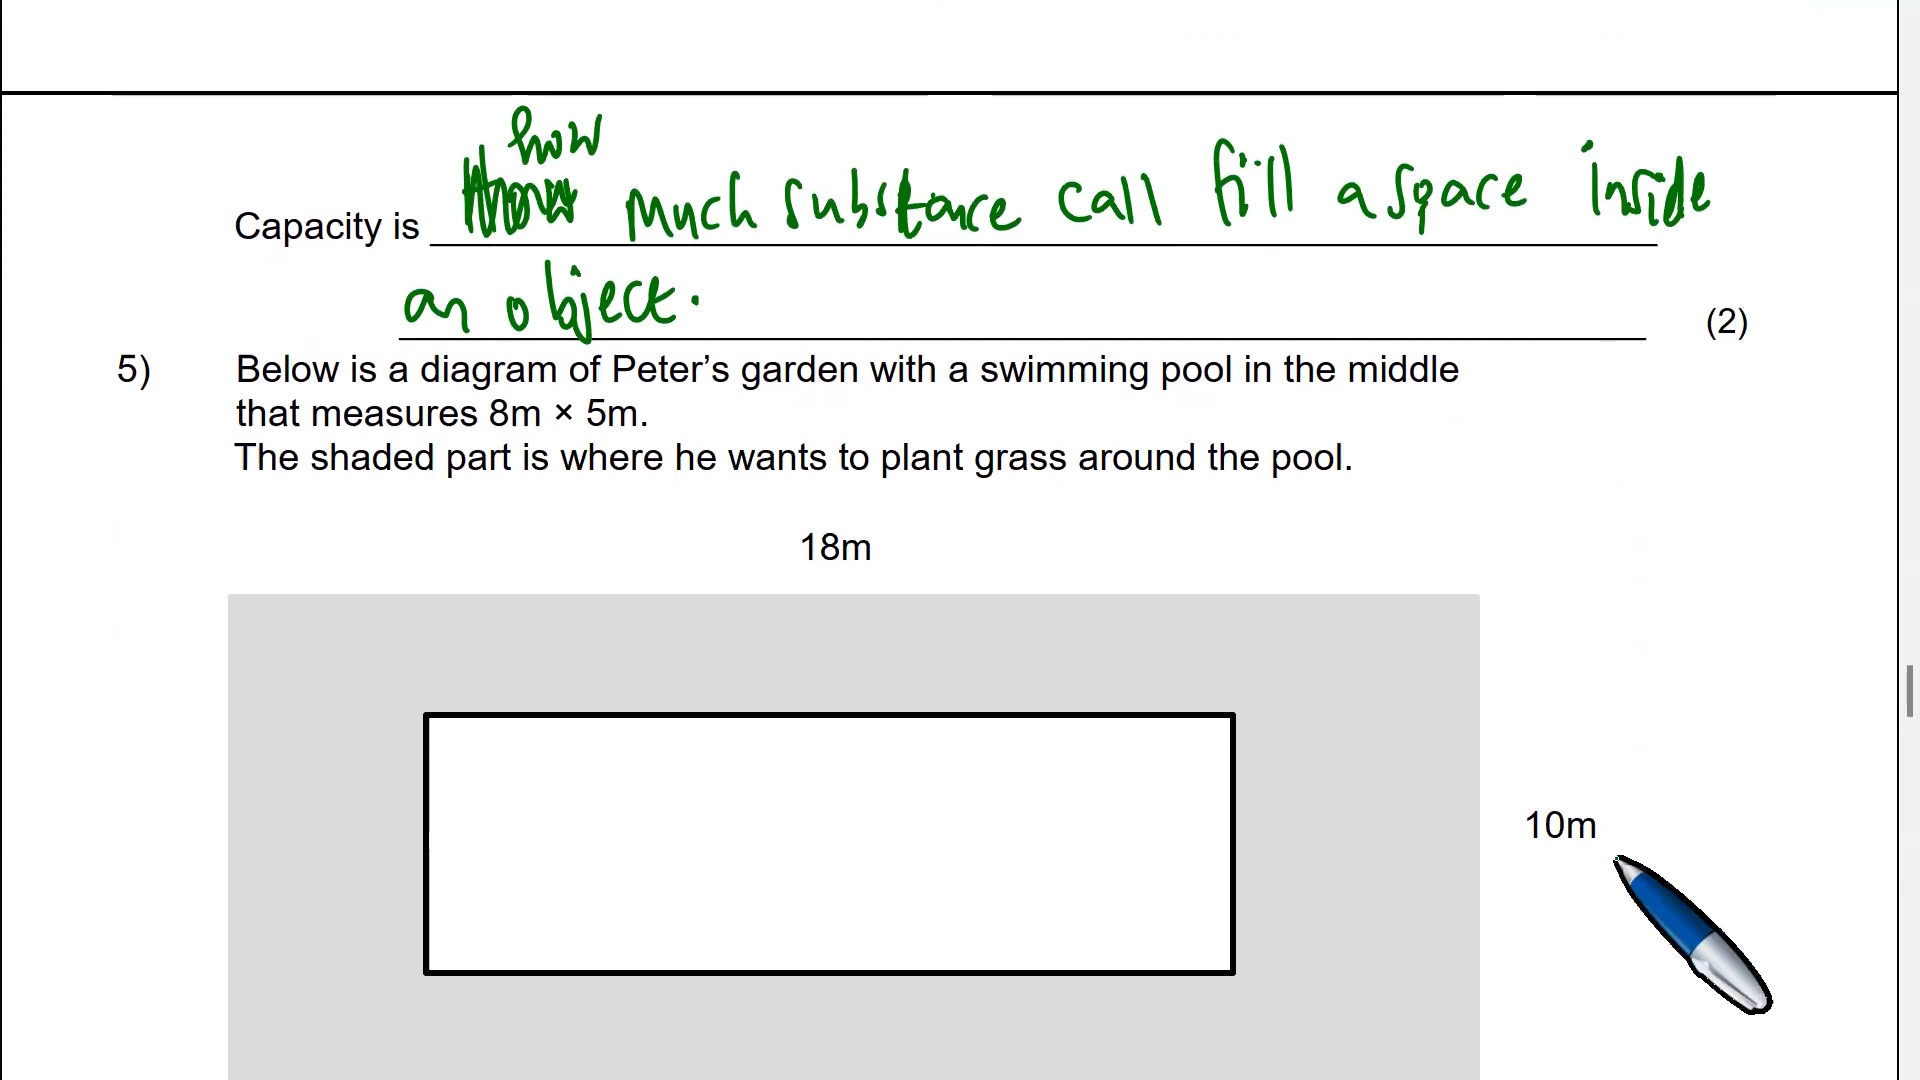 how
Capacity is much substance call fill a space inside
an object. (2)
5) Below is a diagram of Peter’s garden with a swimming pool in the middle
that measures 8m × 5m.
The shaded part is where he wants to plant grass around the pool.
18m
10m